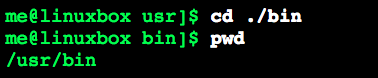 me@linuxbox usr]$ cd ./bin
me@linuxbox bin]$ pwd
/usr/bin